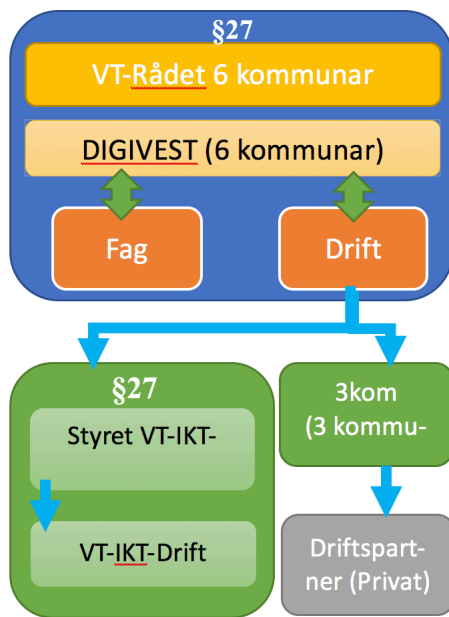 §27
VT-Rådet 6 kommunar
DIGIVEST (6 kommunar)
Fag
Drift
§27
Styret VT-IKT-
VT-IKT-Drift
3kom
(3 kommu-
Driftspart-
ner (Privat)